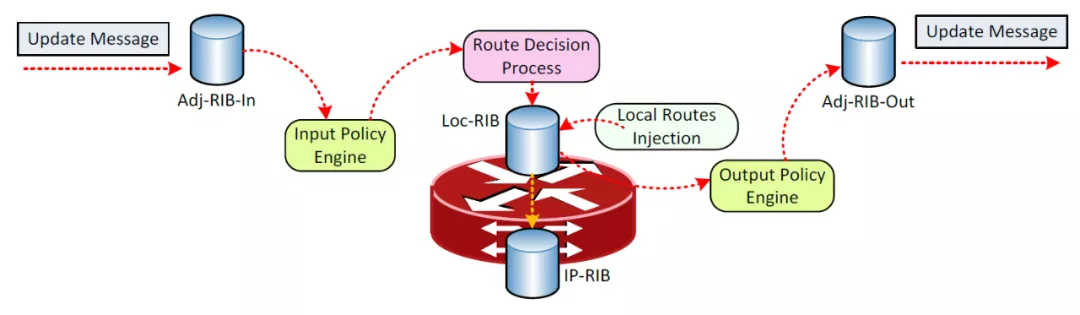 Update Message
Adj-RIB-In
Input Policy
Engine
Route Decision
Process
Loc-RIB
Local Routes
Injection
IP-RIB
Output Policy
Engine
Adj-RIB-Out
Update Message